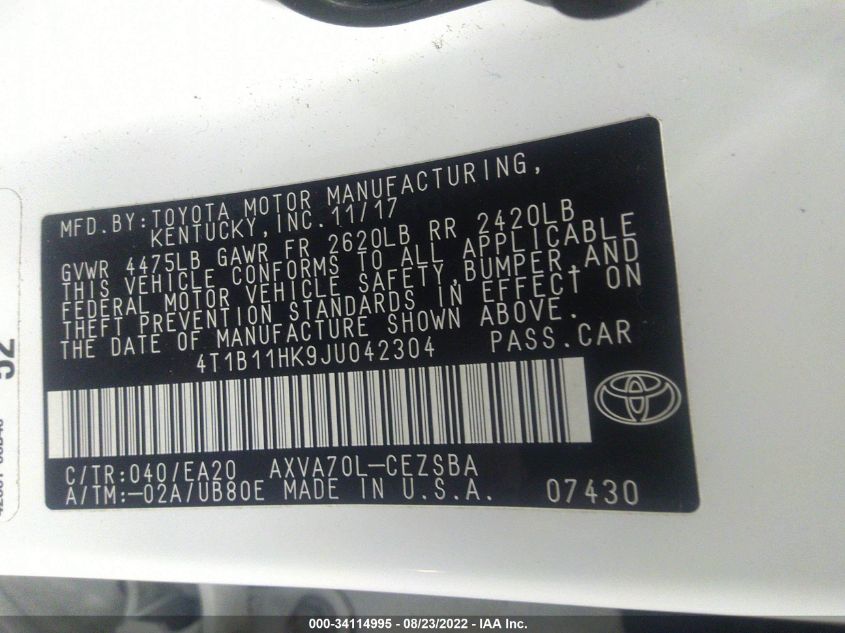 MFD.BY:TOYOTA MOTOR MANUFACTURING,
KENTUCKY,INC. 11/17
GVWR 4475LB GAWR FR 2620LB RR 2420LB
THIS VEHICLE CONFORMS TO ALL APPLICABLE
FEDERAL MOTOR VEHICLE SAFETY,BUMPER,AND
THEFT PREVENTION STANDARDS IN EFFECT ON
THE DATE OF MANUFACTURE SHOWN ABOVE.
4T1B11HK9JU042304 PASS.CAR
C/TR:040/EA20 AXVA70L-CEZSBA
A/TM:-02A/UB80E MADE IN U.S.A. 07430
52
000-34114995 - 08/23/2022 - IAA Inc.